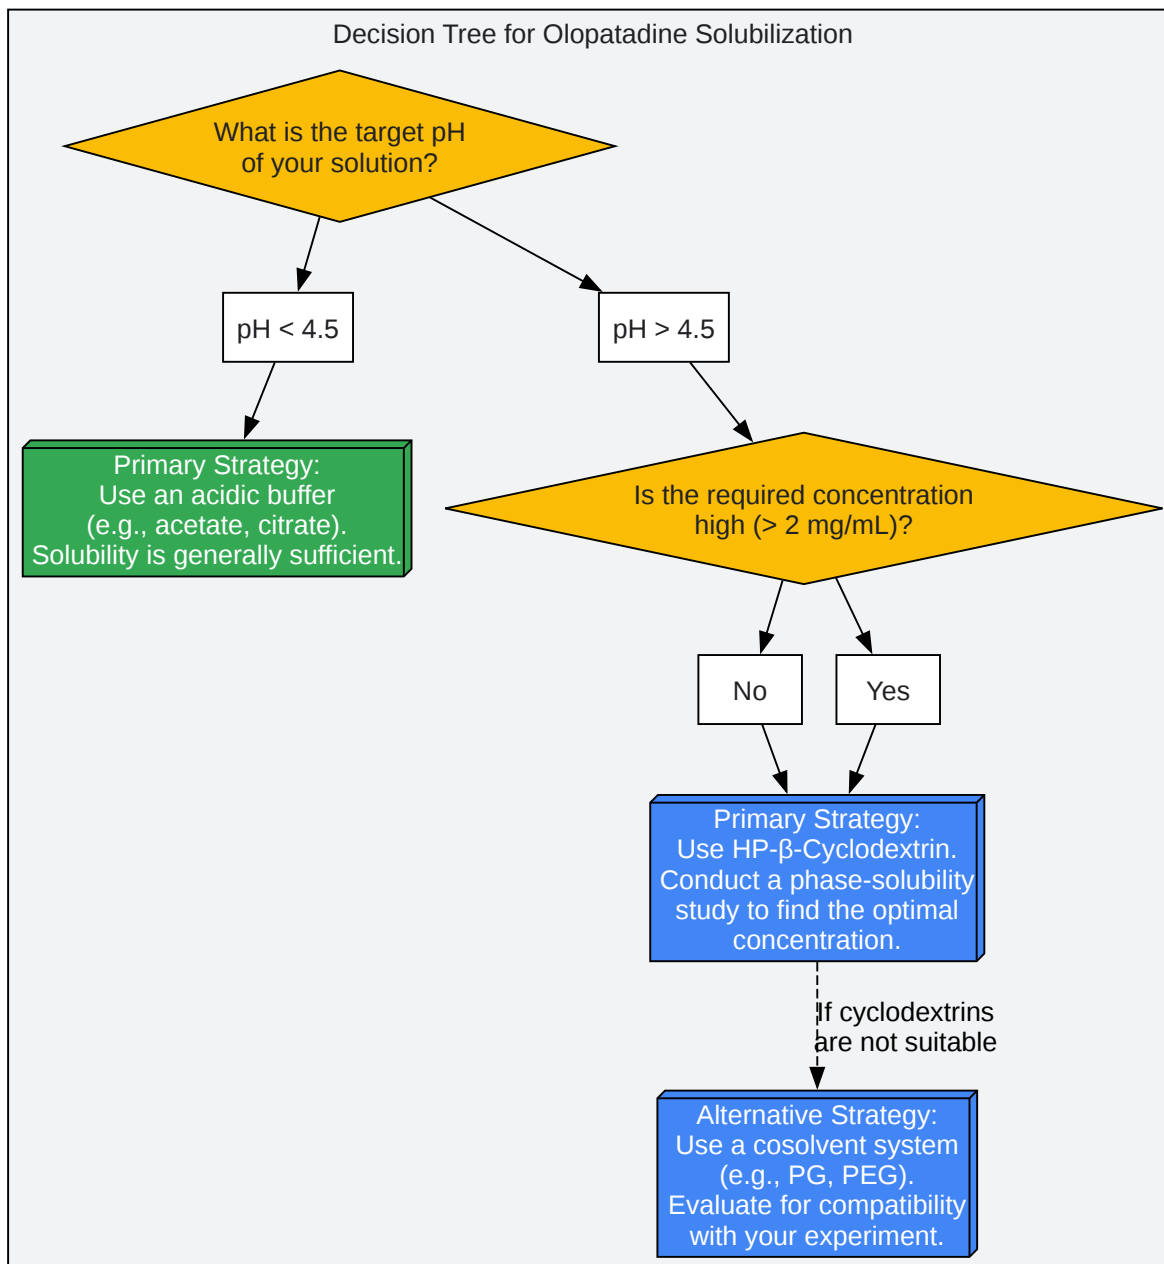 Decision Tree for Olopatadine Solubilization
What is the target pH
of your solution?
pH < 4.5
pH > 4.5
Primary Strategy:
Use an acidic buffer
(e.g., acetate, citrate).
Solubility is generally sufficient.
Is the required concentration
high (> 2 mg/mL)?
No
Yes
Primary Strategy:
Use HP-β-Cyclodextrin.
Conduct a phase-solubility
study to find the optimal
concentration.
If cyclodextrins
are not suitable
Alternative Strategy:
Use a cosolvent system
(e.g., PG, PEG).
Evaluate for compatibility
with your experiment.